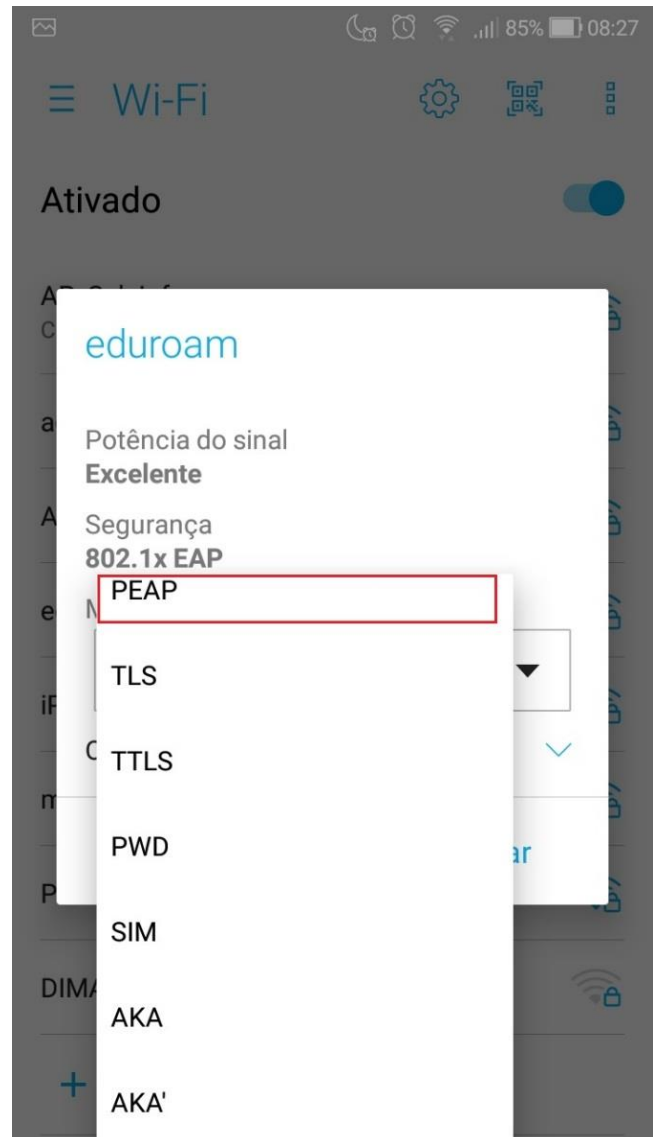 85% 08:27
Wi-Fi
Ativado
eduroam
Potência do sinal
Excelente
Segurança
802.1x EAP
PEAP
TLS
TTLS
PWD
SIM
AKA
AKA'